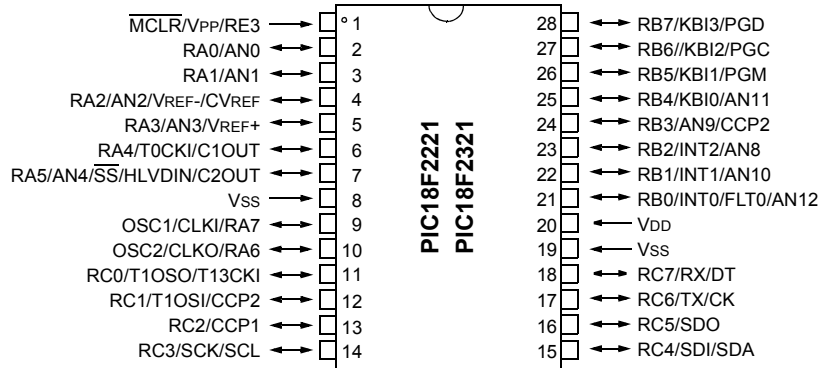 MCLR/VPP/RE3 1 28 RB7/KBI3/PGD
RA0/AN0 2 27 RB6//KBI2/PGC
RA1/AN1 3 26 RB5/KBI1/PGM
RA2/AN2/VREF-/CVREF 4 25 RB4/KBI0/AN11
RA3/AN3/VREF+ 5 24 RB3/AN9/CCP2
RA4/T0CKI/C1OUT 6 23 RB2/INT2/AN8
RA5/AN4/SS/HLVDIN/C2OUT 7 22 RB1/INT1/AN10
VSS 8 21 RB0/INT0/FLT0/AN12
OSC1/CLKI/RA7 9 20 VDD
OSC2/CLKO/RA6 10 19 VSS
RC0/T1OSO/T13CKI 11 18 RC7/RX/DT
RC1/T1OSI/CCP2 12 17 RC6/TX/CK
RC2/CCP1 13 16 RC5/SDO
RC3/SCK/SCL 14 15 RC4/SDI/SDA
PIC18F2221
PIC18F2321